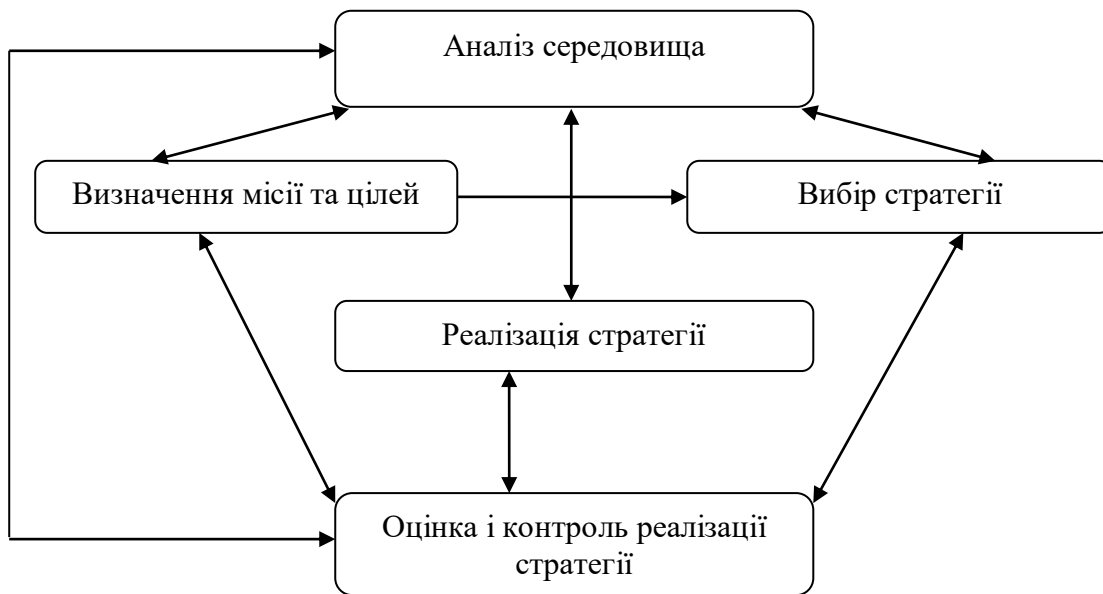 Аналіз середовища
Визначення місії та цілей
Вибір стратегії
Реалізація стратегії
Оцінка і контроль реалізації
стратегії